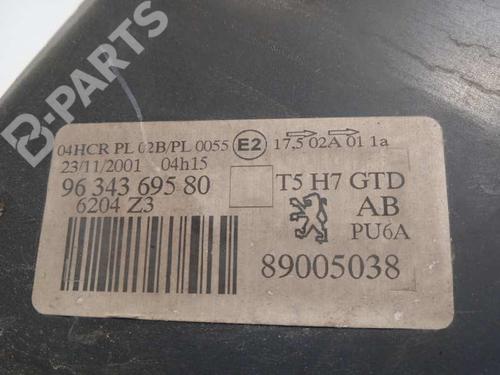 B-PARTS
04HCR PL 02B/PL 0055 E2 17,5 02A 01 1a
23/11/2001 04h15
96 343 695 80 T5 H7 GTD
6204 Z3 AB
PU6A
89005038